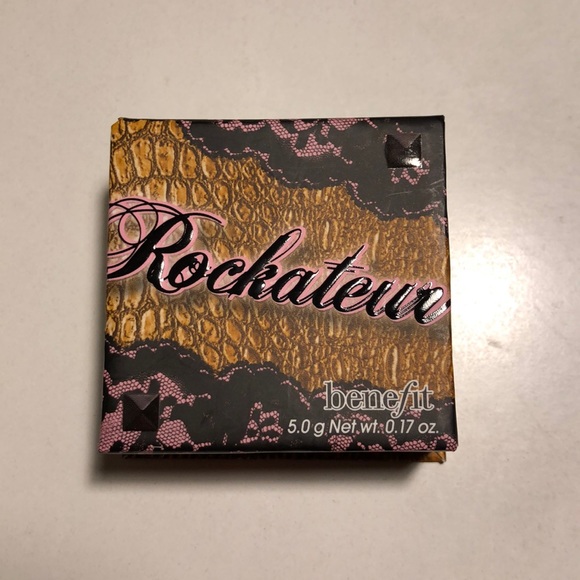 Rockateur
benefit
5.0 g Net wt. 0.17 oz.